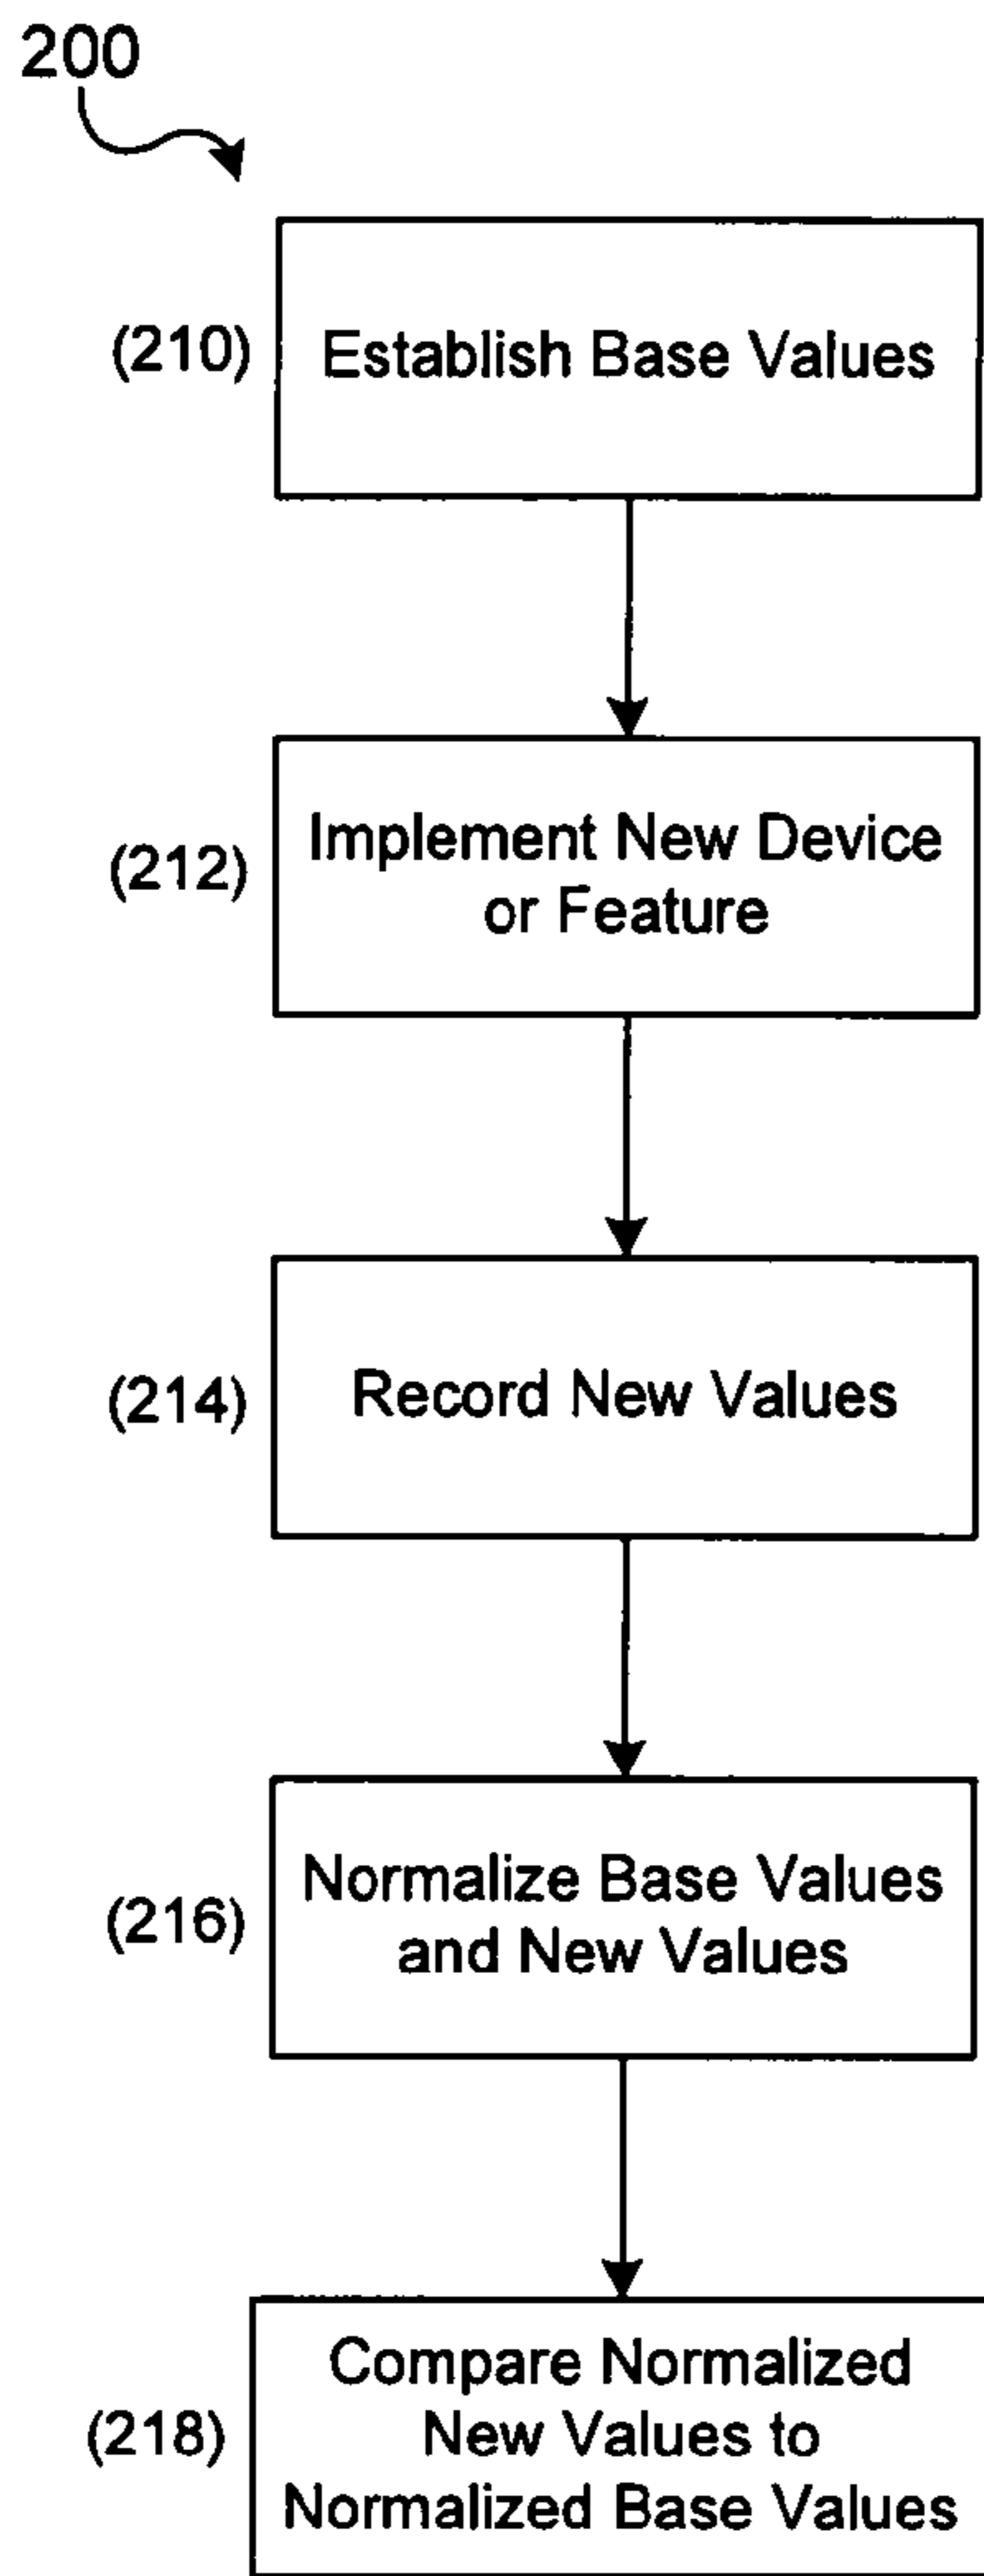 200
(210)
Establish Base Values
(212)
Implement New Device
or Feature
(214)
Record New Values
(216)
Normalize Base Values
and New Values
(218)
Compare Normalized
New Values to
Normalized Base Values